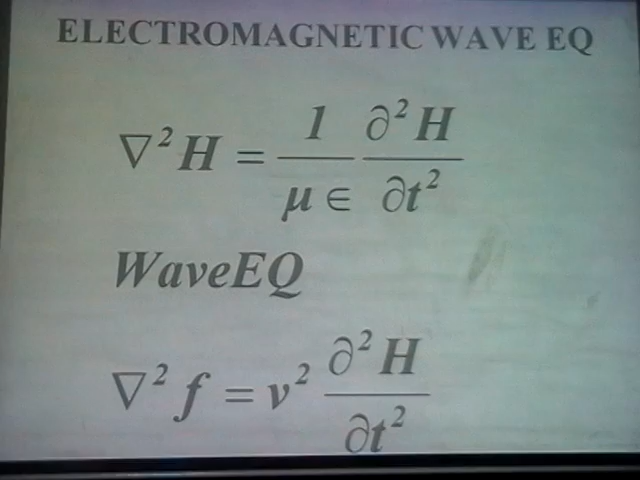 ELECTROMAGNETIC WAVE EQ
∇²H = 1/μ∈ ∂²H/∂t²
WaveEQ
∇²f = v² ∂²H/∂t²